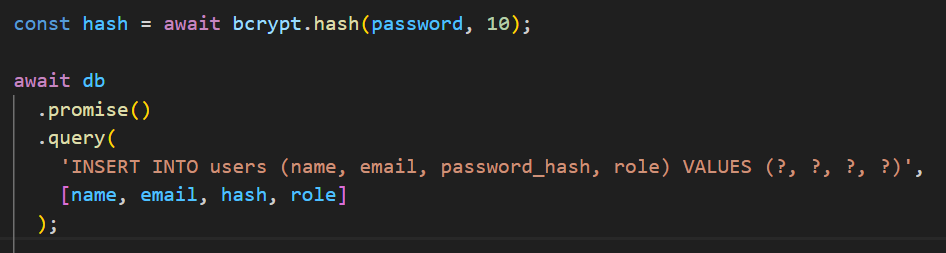 const hash = await bcrypt.hash(password, 10);
await db
.promise()
.query(
'INSERT INTO users (name, email, password_hash, role) VALUES (?, ?, ?, ?)',
[name, email, hash, role]
);